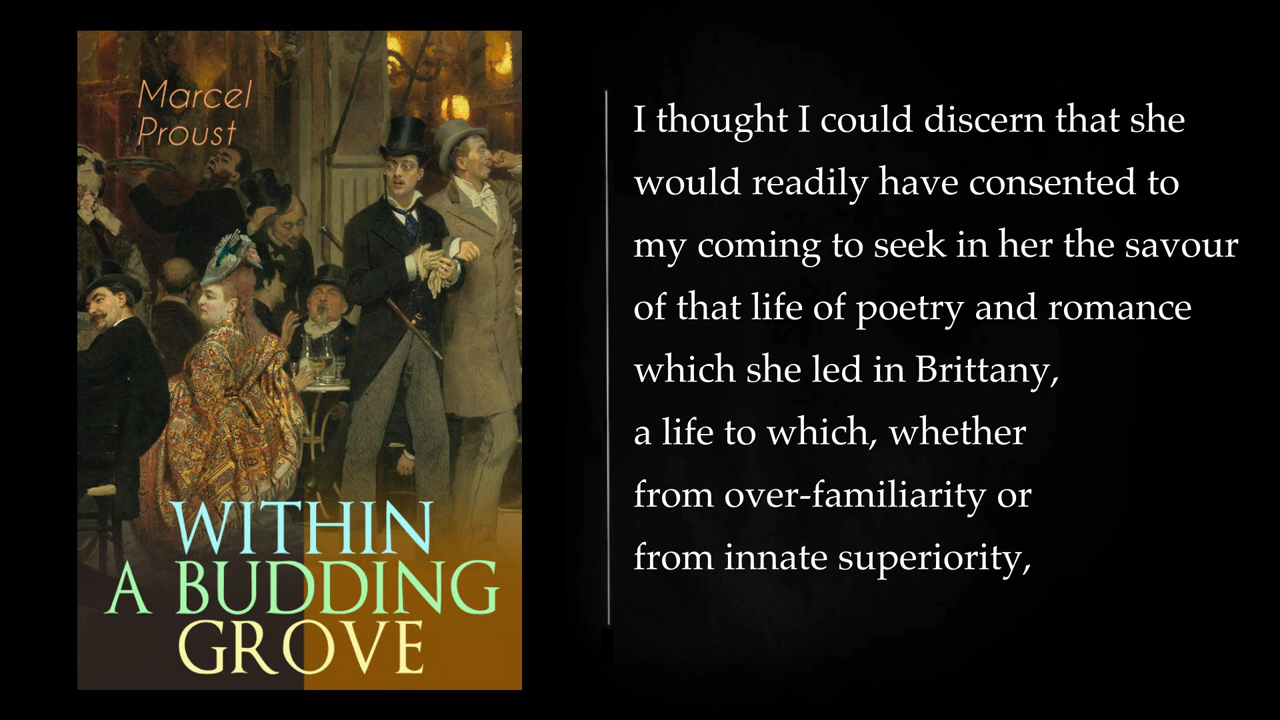 Marcel
Proust
WITHIN
A BUDDING
GROVE
I thought I could discern that she
would readily have consented to
my coming to seek in her the savour
of that life of poetry and romance
which she led in Brittany,
a life to which, whether
from over-familiarity or
from innate superiority,